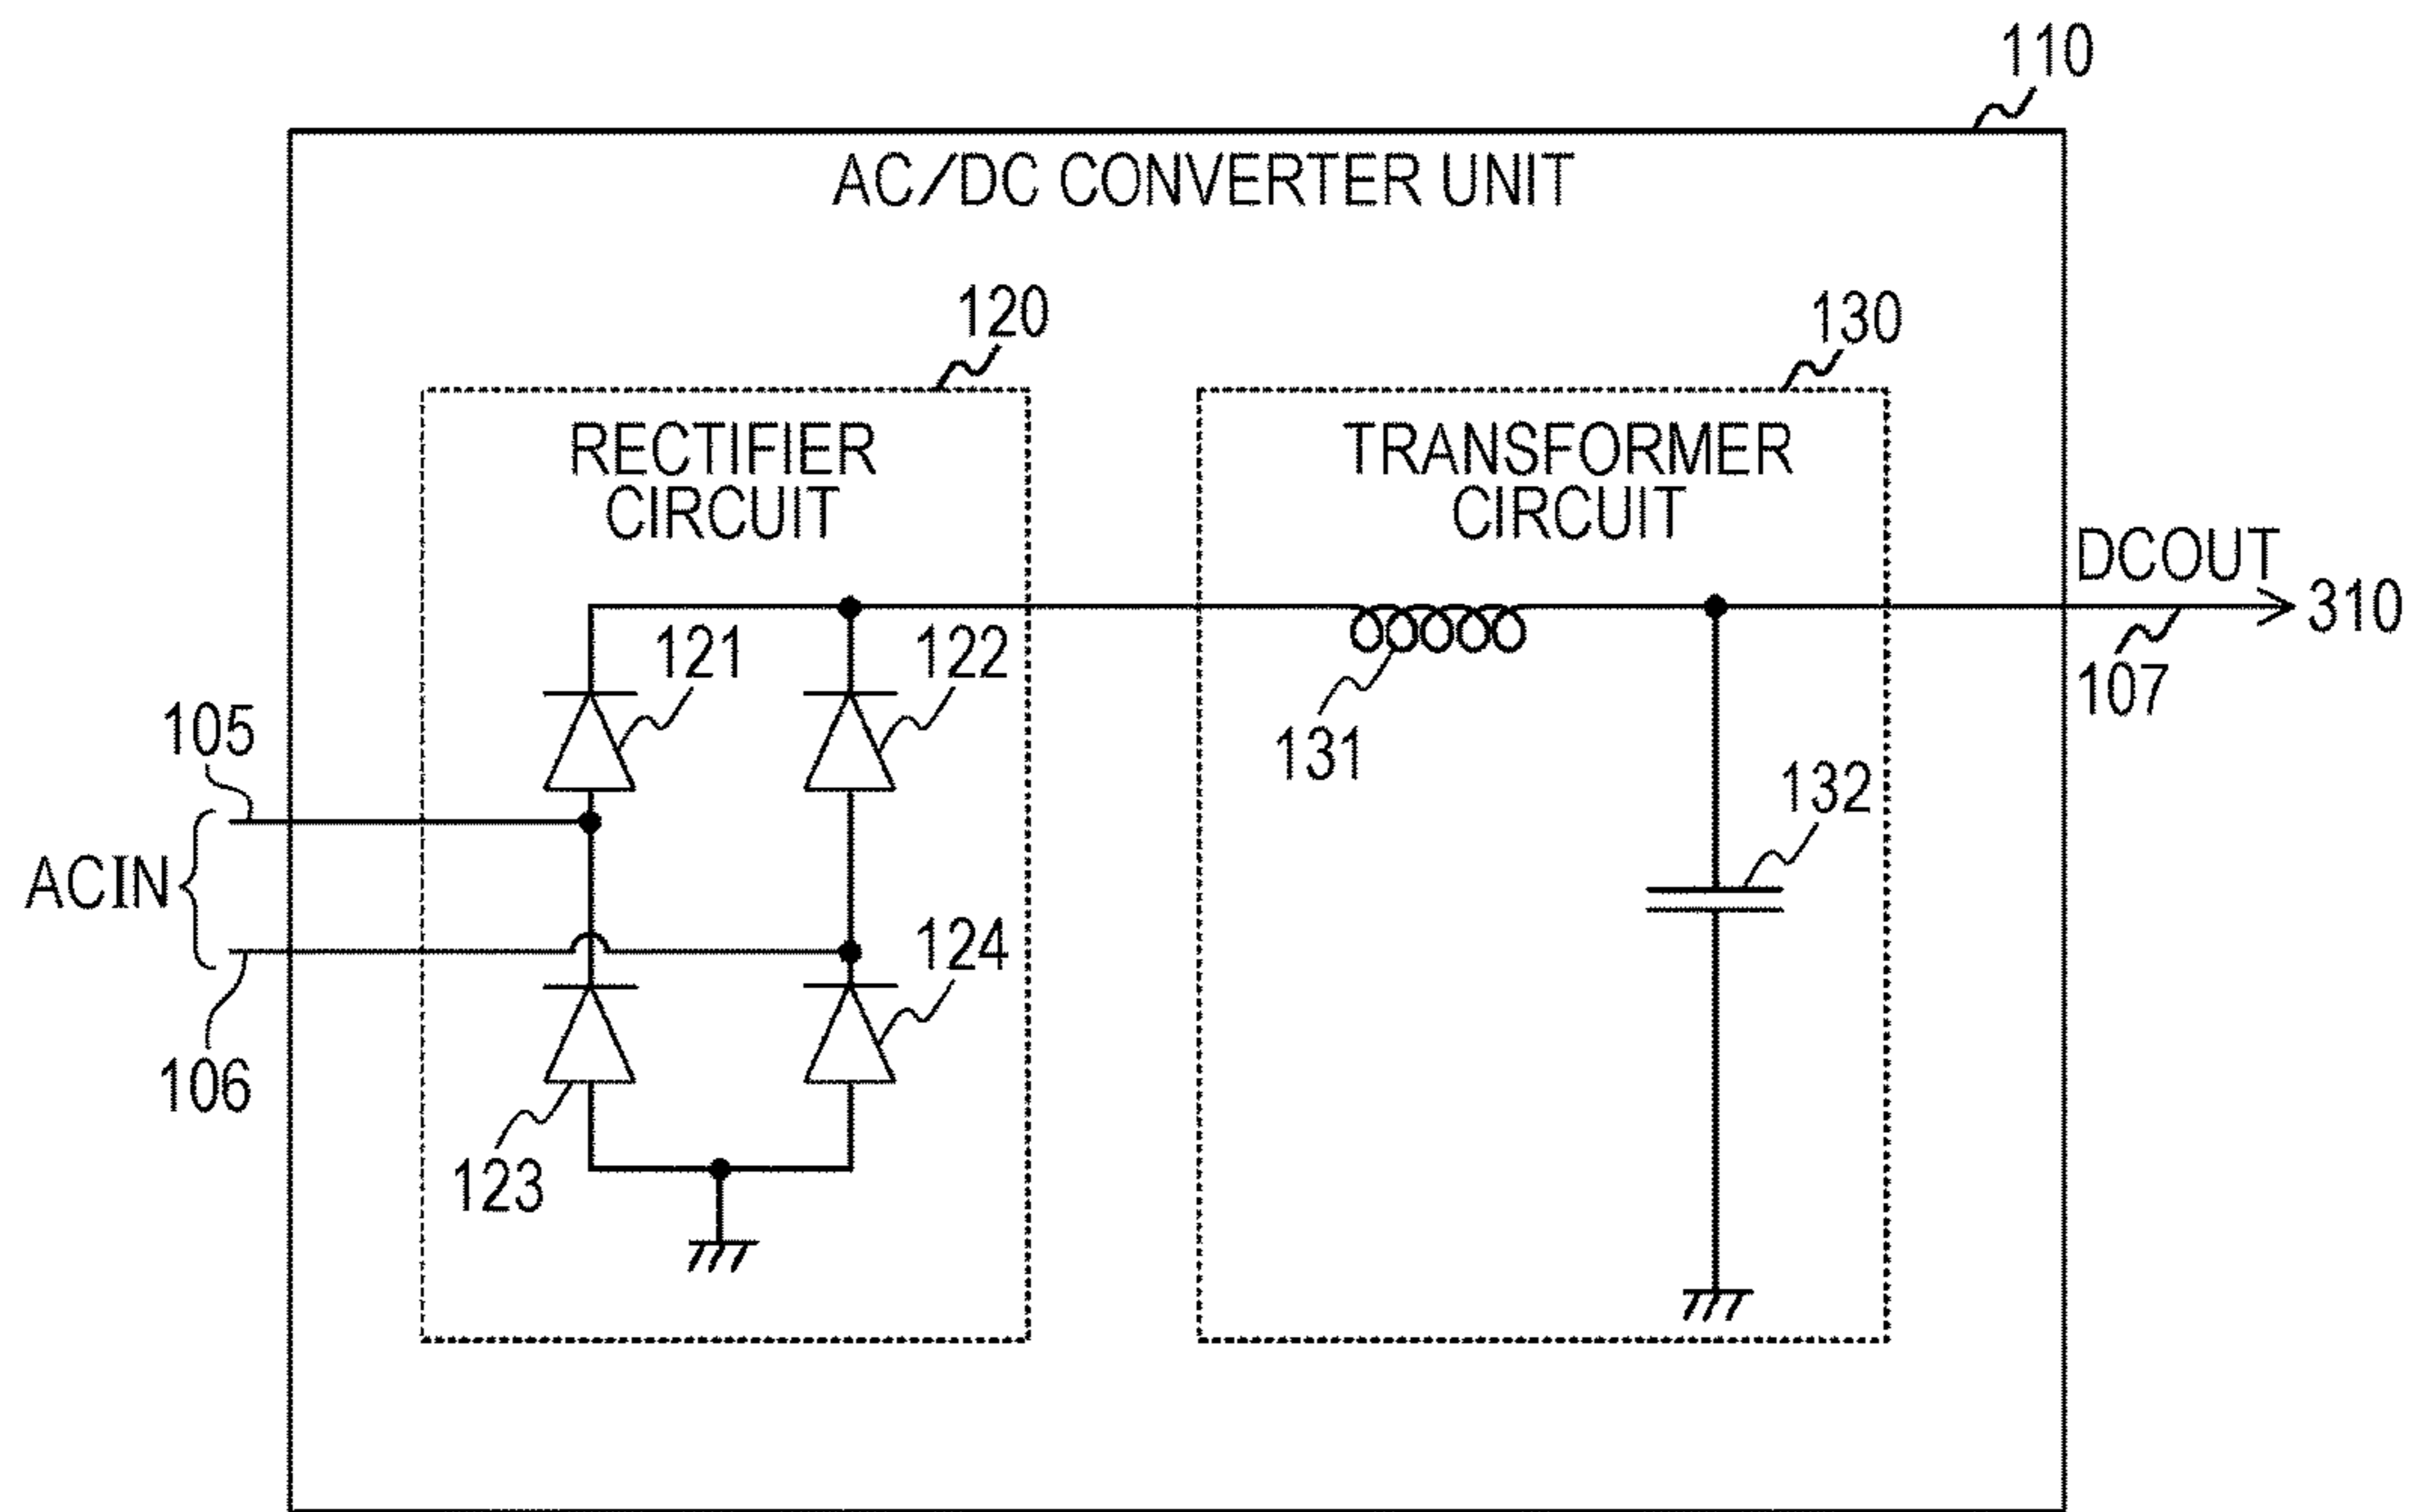 110
AC/DC CONVERTER UNIT
120
130
RECTIFIER
CIRCUIT
TRANSFORMER
CIRCUIT
DCOUT
310
121
122
107
105
131
132
ACIN
124
106
123